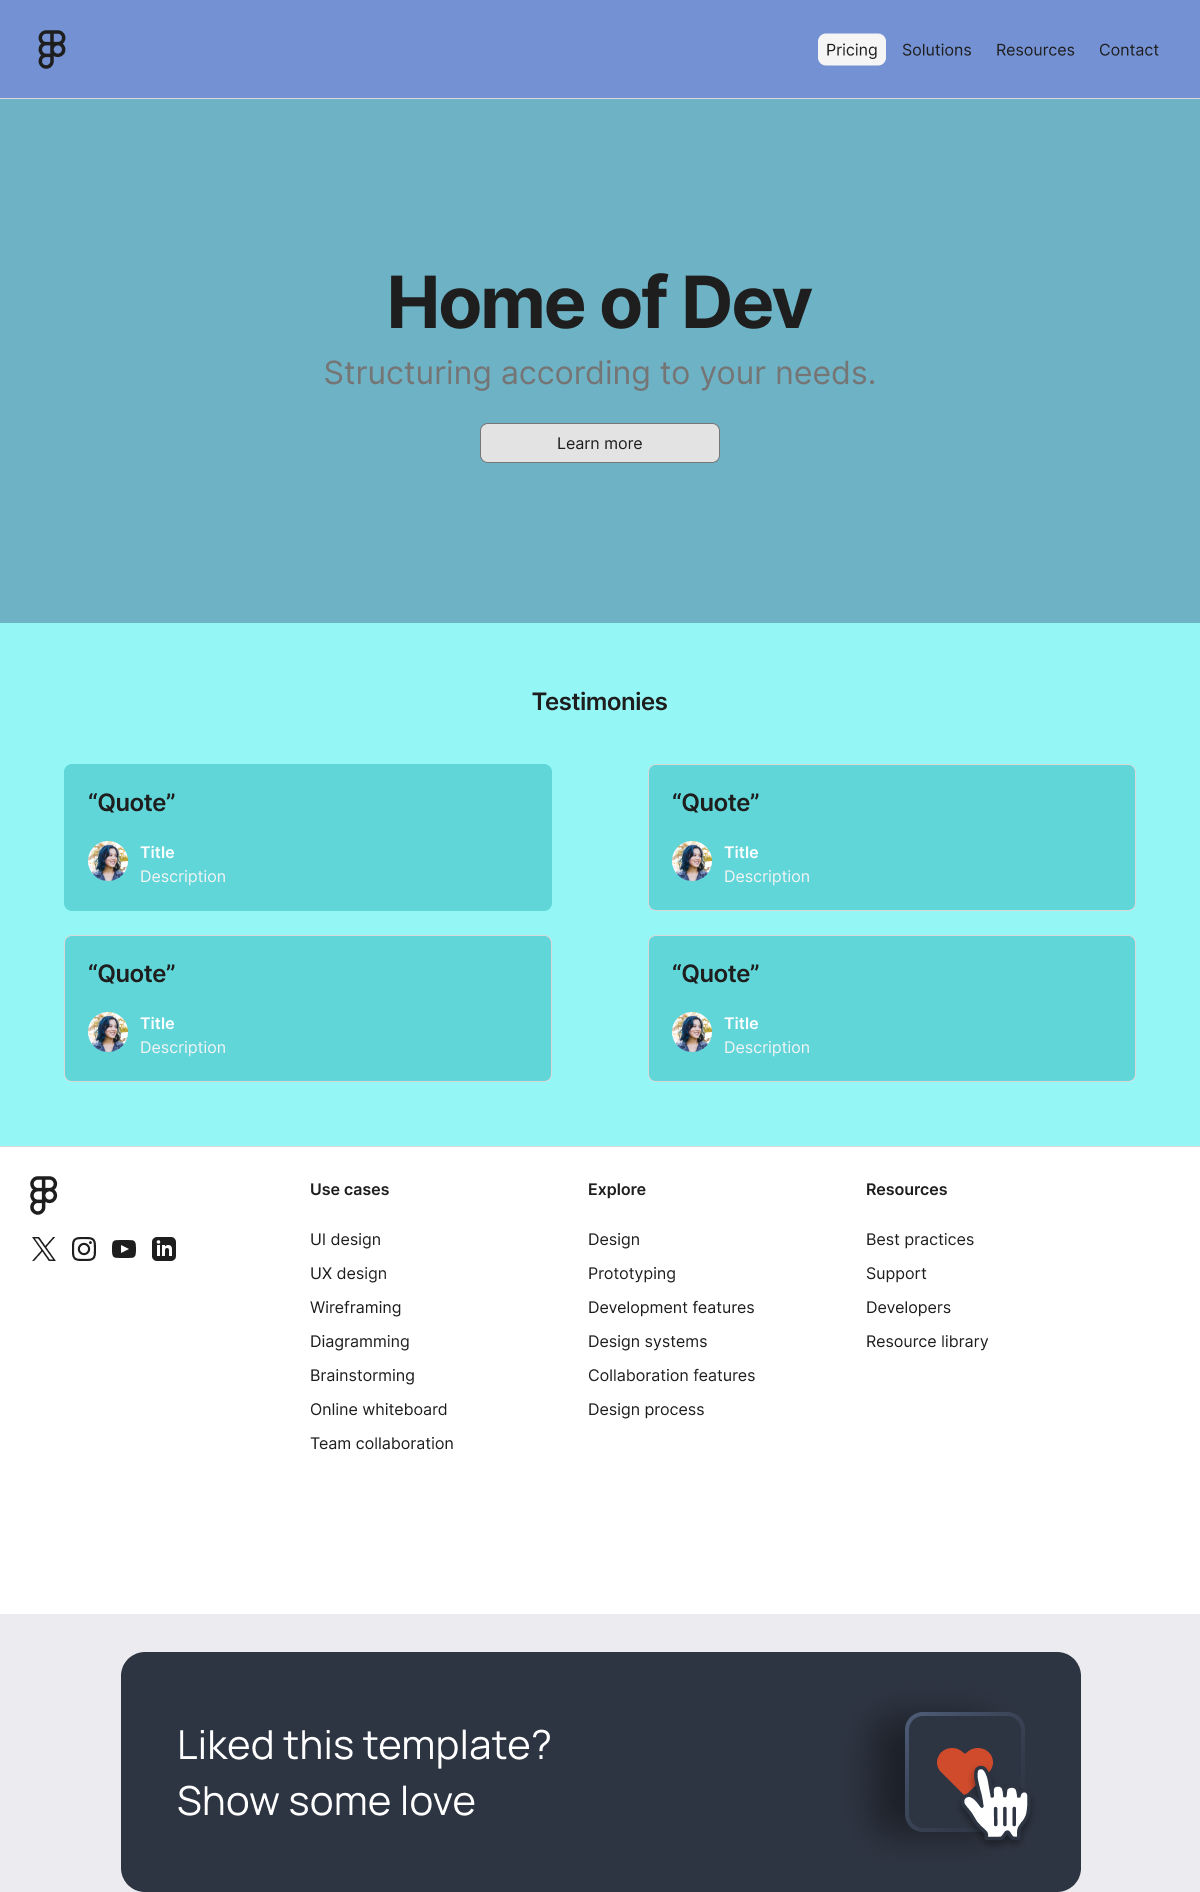 Pricing
Solutions
Resources
Contact
Home of Dev
Structuring according to your needs.
Learn more
Testimonies
“Quote”
Title
Description
“Quote”
Title
Description
“Quote”
Title
Description
“Quote”
Title
Description
Use cases
UI design
UX design
Wireframing
Diagramming
Brainstorming
Online whiteboard
Team collaboration
Explore
Design
Prototyping
Development features
Design systems
Collaboration features
Design process
Resources
Best practices
Support
Developers
Resource library
in
Liked this template?
Show some love